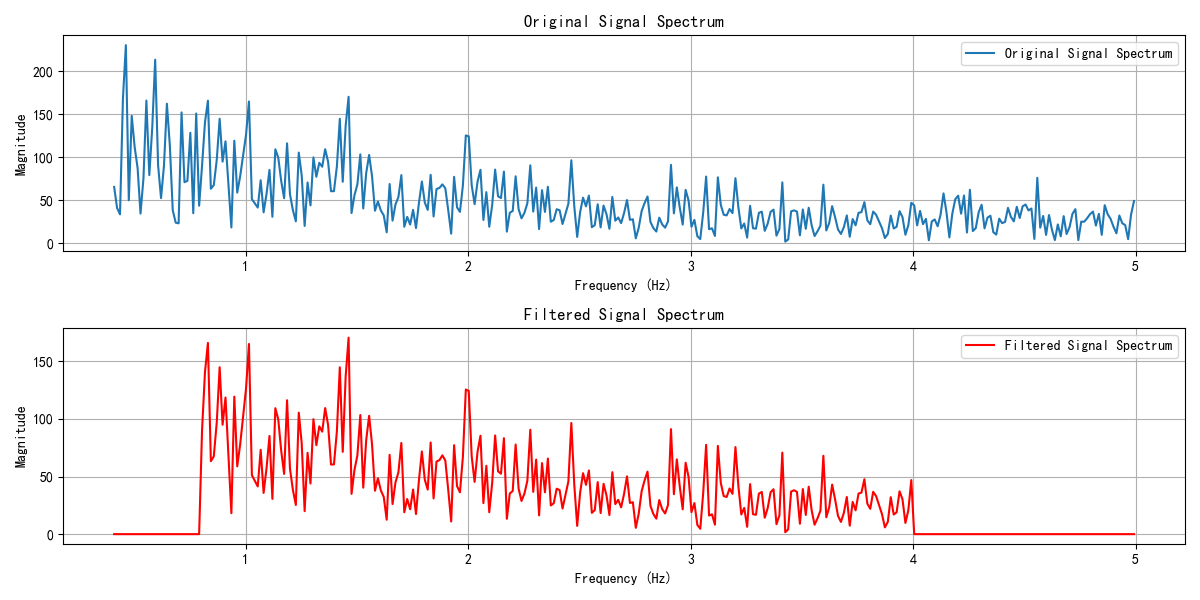 Original Signal Spectrum
Original Signal Spectrum
Magnitude
200
150
100
50
0
1
2
3
4
5
Frequency (Hz)
Filtered Signal Spectrum
Filtered Signal Spectrum
Magnitude
150
100
50
0
1
2
3
4
5
Frequency (Hz)